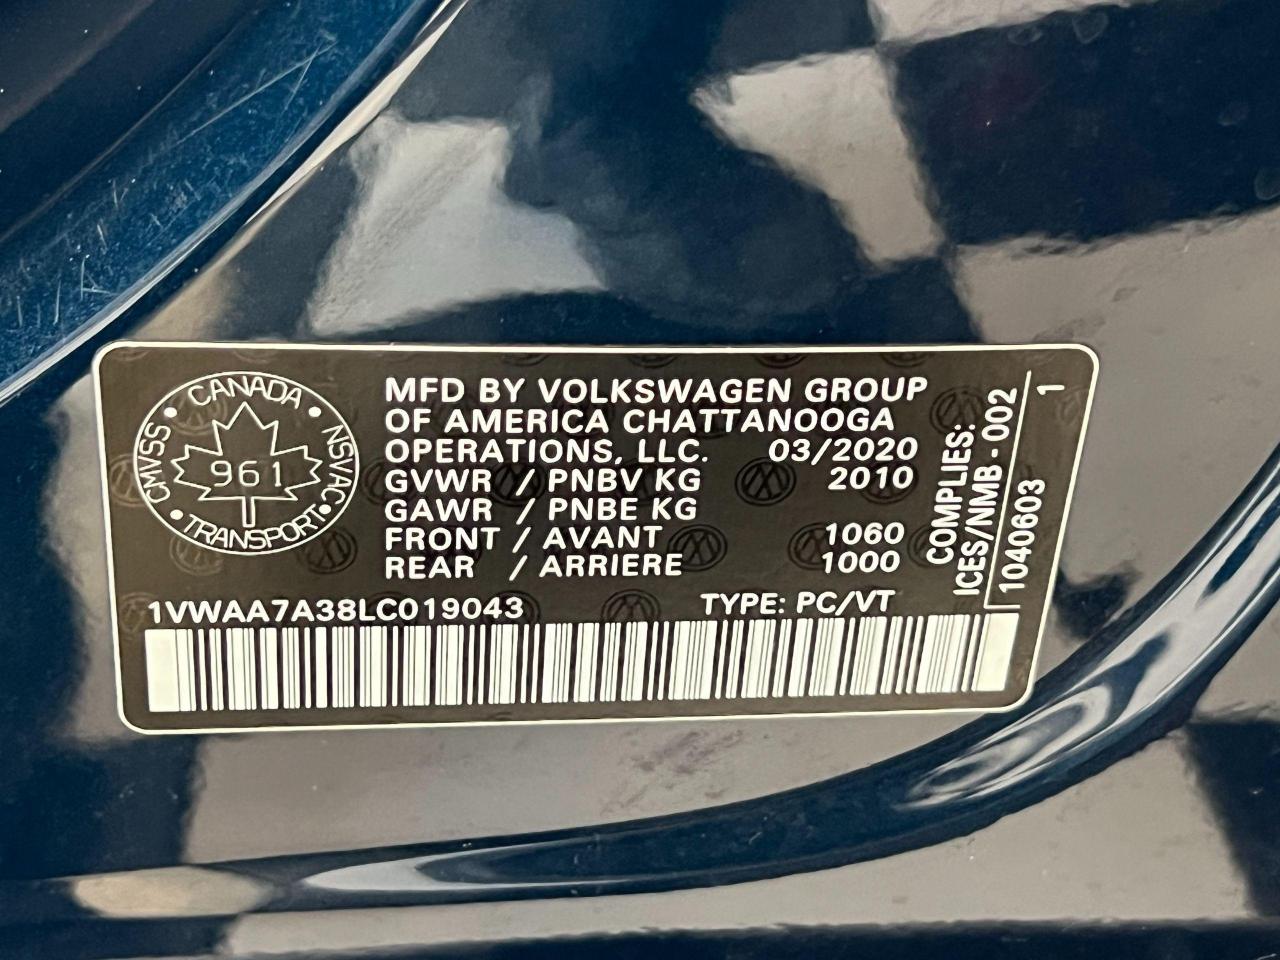 CANADA
CMVSS
NSVAC
961
TRANSPORT
MFD BY VOLKSWAGEN GROUP
OF AMERICA CHATTANOOGA
OPERATIONS, LLC. 03/2020
GVWR / PNBV KG 2010
GAWR / PNBE KG
FRONT / AVANT 1060
REAR / ARRIERE 1000
1VWAA7A38LC019043 TYPE: PC/VT
COMPLIES:
ICES/NMB-002
1040603 1